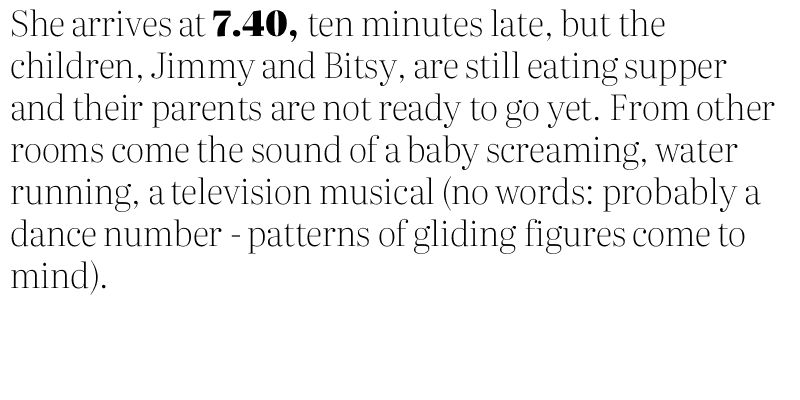 She arrives at 7.40, ten minutes late, but the
children, Jimmy and Bitsy, are still eating supper
and their parents are not ready to go yet. From other
rooms come the sound of a baby screaming, water
running, a television musical (no words: probably a
dance number - patterns of gliding figures come to
mind).